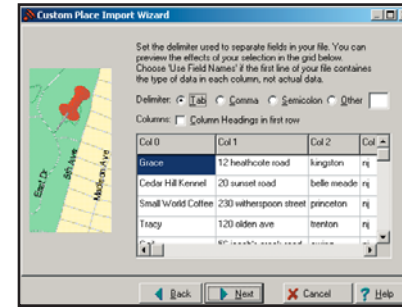 Custom Place Import Wizard
Set the delimiter used to separate fields in your file. You can
preview the effects of your selection in the grid below.
Choose 'Use Field Names' if the first line of your file containes
the type of data in each column, not actual data.
Delimiter: Tab Comma Semicolon Other
Columns: Column Headings in first row
Col 0 Col 1 Col 2 Col
Grace 12 heathcote road kingston nj
Cedar Hill Kennel 20 sunset road belle meade nj
Small World Coffee 230 witherspoon street princeton nj
Tracy 120 olden ave trenton nj
East Dr
5th Ave
Madison Ave
Back Next Cancel Help